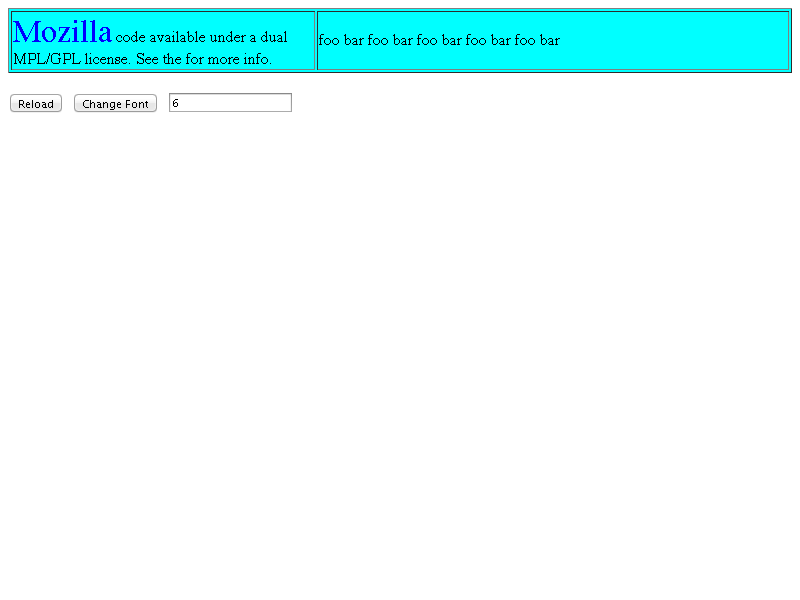 Mozilla code available under a dual
MPL/GPL license. See the for more info.
foo bar foo bar foo bar foo bar foo bar
Reload Change Font 6